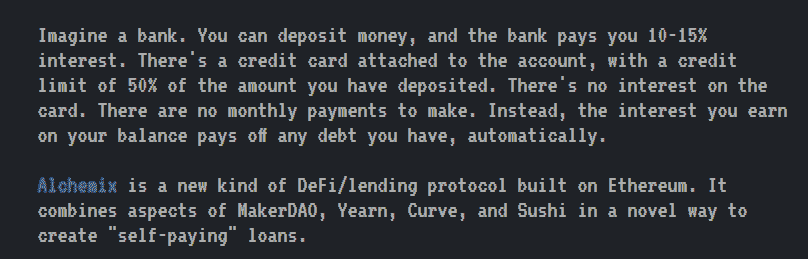 Imagine a bank. You can deposit money, and the bank pays you 10-15%
interest. There's a credit card attached to the account, with a credit
limit of 50% of the amount you have deposited. There's no interest on the
card. There are no monthly payments to make. Instead, the interest you earn
on your balance pays off any debt you have, automatically.
Alchemix is a new kind of DeFi/lending protocol built on Ethereum. It
combines aspects of MakerDAO, Yearn, Curve, and Sushi in a novel way to
create "self-paying" loans.